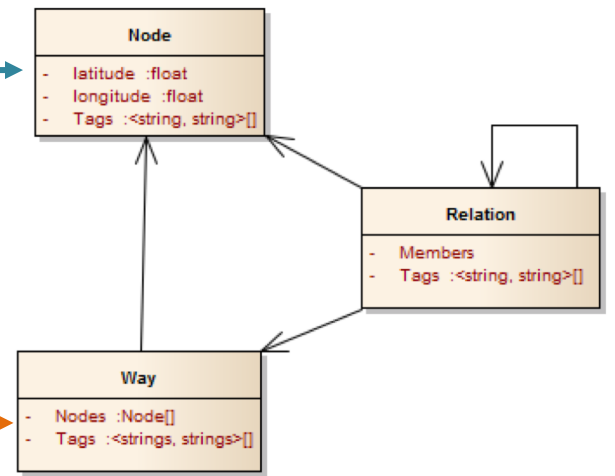 Node
- latitude :float
- longitude :float
- Tags :<string, string>[]
Relation
- Members
- Tags :<string, string>[]
Way
- Nodes :Node[]
- Tags :<strings, strings>[]